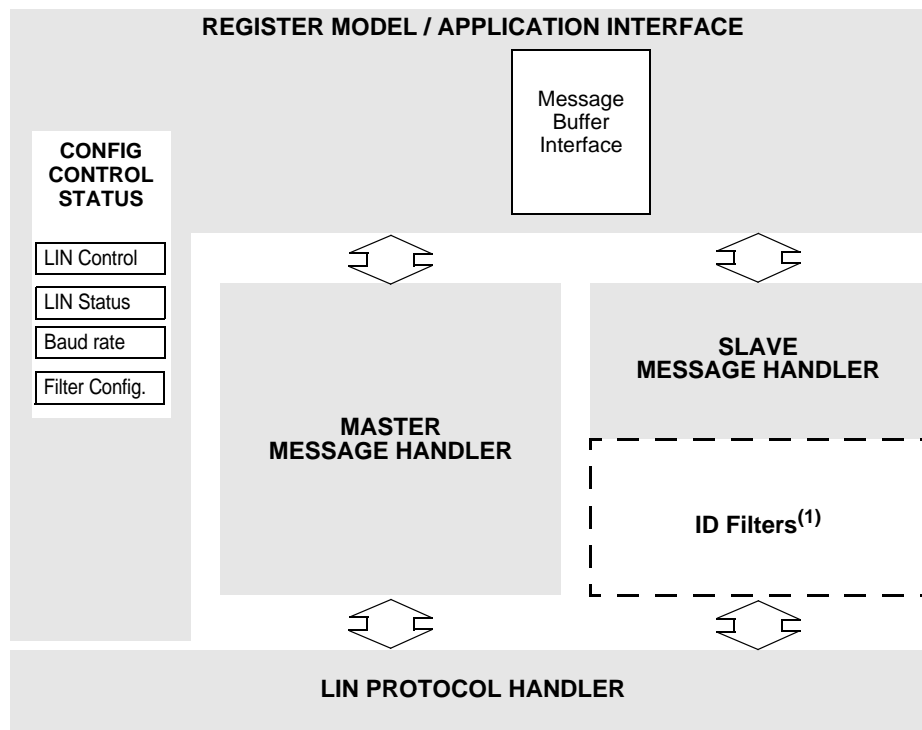 REGISTER MODEL / APPLICATION INTERFACE
Message
Buffer
Interface
CONFIG
CONTROL
STATUS
LIN Control
LIN Status
Baud rate
Filter Config.
MASTER
MESSAGE HANDLER
SLAVE
MESSAGE HANDLER
ID Filters(1)
LIN PROTOCOL HANDLER